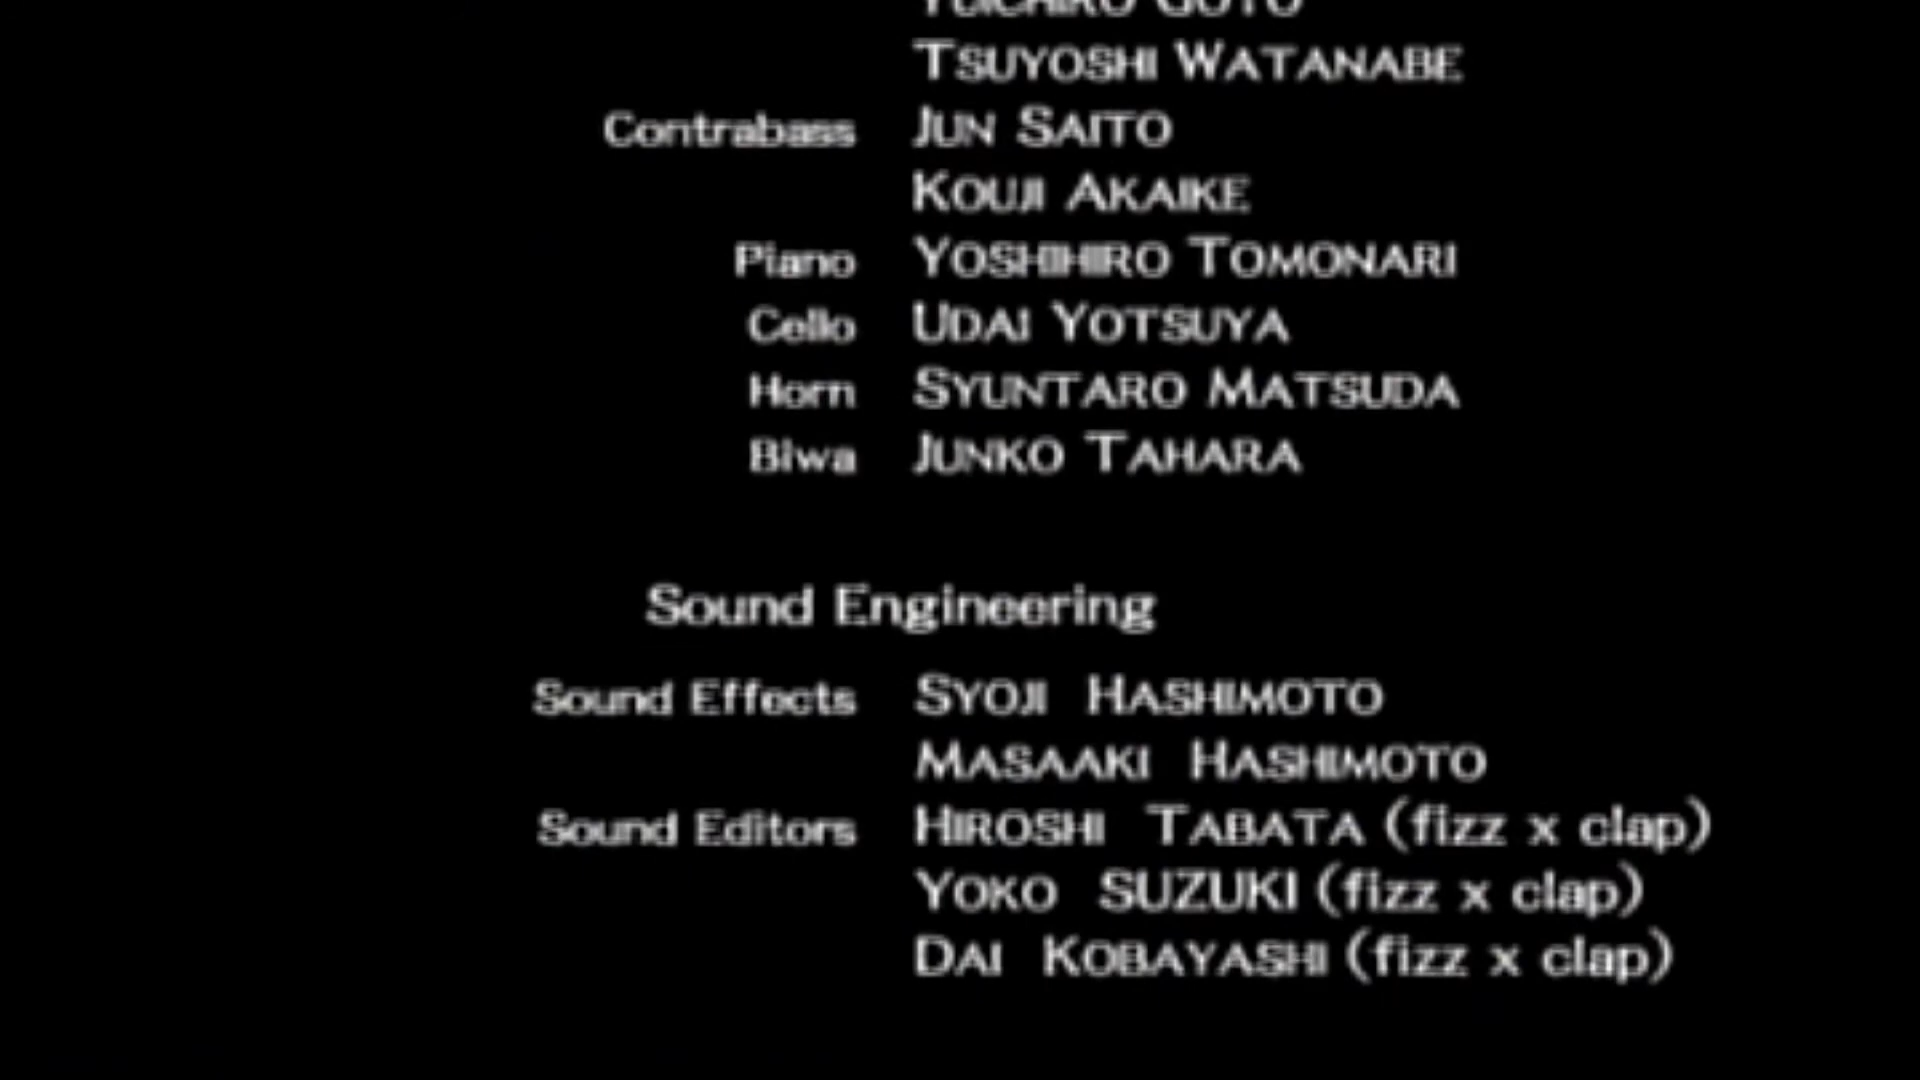 YUICHIRO GOTO
TSUYOSHI WATANABE
Contrabass JUN SAITO
KOUJI AKAIKE
Piano YOSHIHIRO TOMONARI
Cello UDAI YOTSUYA
Horn SYUNTARO MATSUDA
Biwa JUNKO TAHARA
Sound Engineering
Sound Effects SYOJI HASHIMOTO
MASAAKI HASHIMOTO
Sound Editors HIROSHI TABATA (fizz x clap)
YOKO SUZUKI (fizz x clap)
DAI KOBAYASHI (fizz x clap)